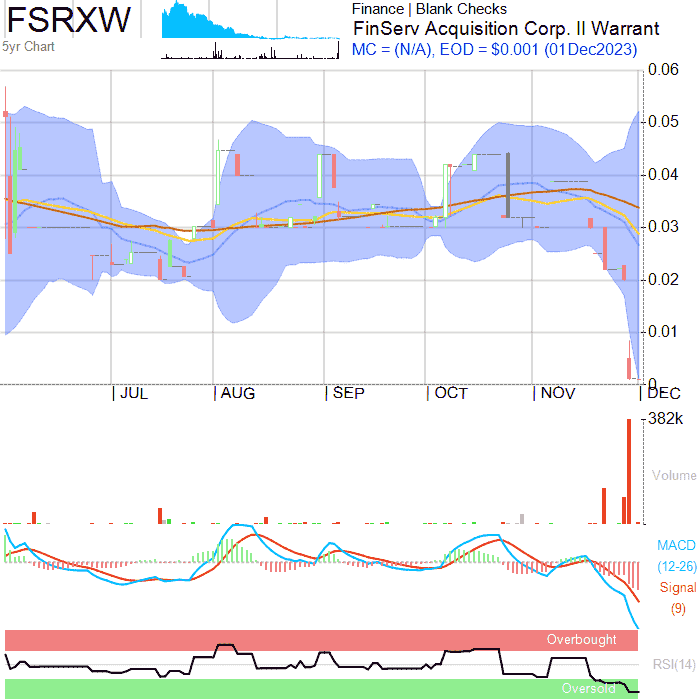 FSRXW
5yr Chart
Finance | Blank Checks
FinServ Acquisition Corp. II Warrant
MC = (N/A), EOD = $0.001 (01Dec2023)
0.06
0.05
0.04
0.03
0.02
0.01
0
JUL
AUG
SEP
OCT
NOV
DEC
382k
Volume
MACD
(12-26)
Signal
(9)
Overbought
RSI(14)
Oversold